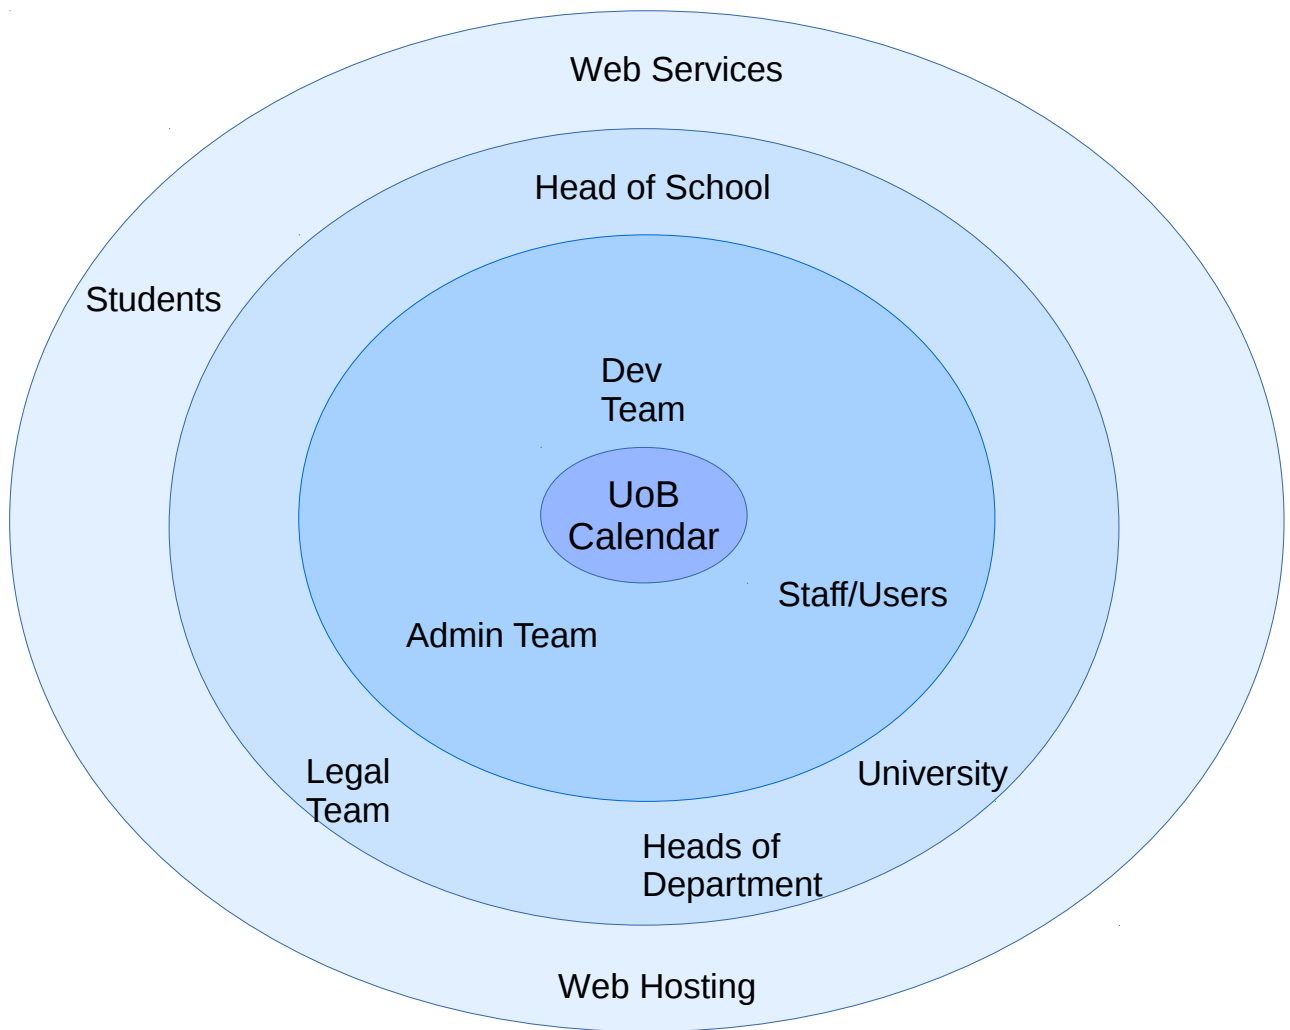 Web Services
Head of School
Students
Dev
Team
UoB
Calendar
Staff/Users
Admin Team
Legal
Team
University
Heads of
Department
Web Hosting